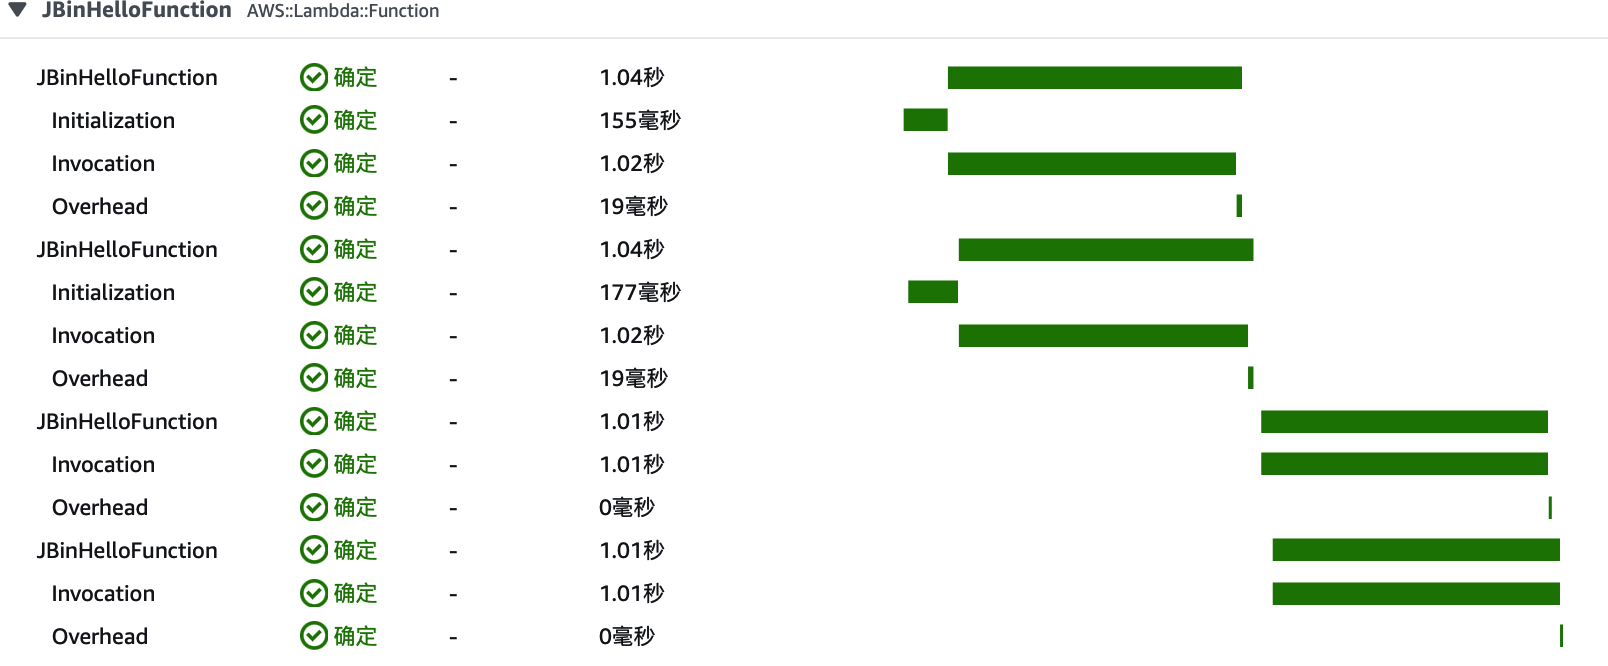 JBinHelloFunction AWS::Lambda::Function
JBinHelloFunction 确定 - 1.04秒
Initialization 确定 - 155毫秒
Invocation 确定 - 1.02秒
Overhead 确定 - 19毫秒
JBinHelloFunction 确定 - 1.04秒
Initialization 确定 - 177毫秒
Invocation 确定 - 1.02秒
Overhead 确定 - 19毫秒
JBinHelloFunction 确定 - 1.01秒
Invocation 确定 - 1.01秒
Overhead 确定 - 0毫秒
JBinHelloFunction 确定 - 1.01秒
Invocation 确定 - 1.01秒
Overhead 确定 - 0毫秒